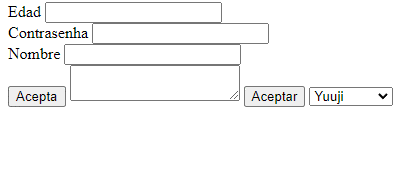 Edad
Contrasenha
Nombre
Acepta Aceptar Yuuji